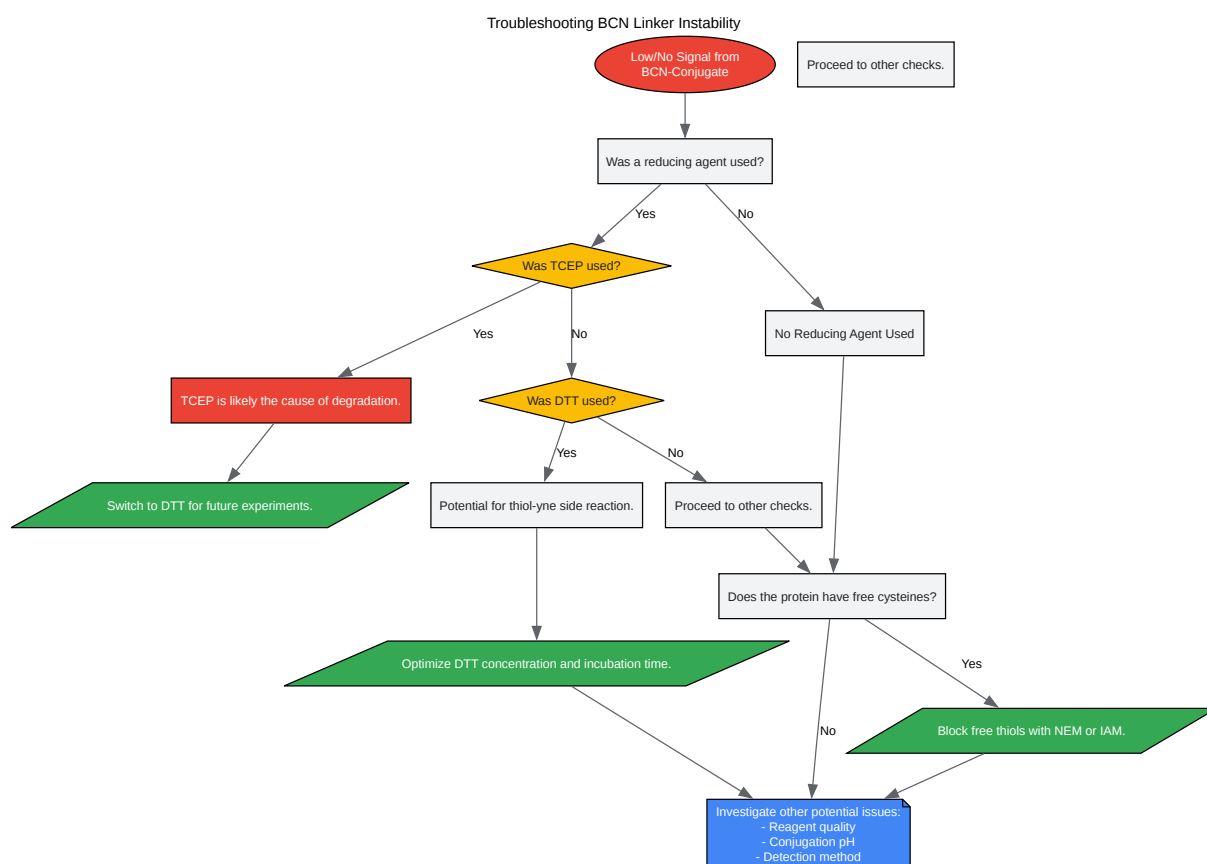 Troubleshooting BCN Linker Instability
Low/No Signal from
BCN-Conjugate
Proceed to other checks.
Was a reducing agent used?
Yes
No
Was TCEP used?
Yes
No
No Reducing Agent Used
TCEP is likely the cause of degradation.
Was DTT used?
Yes
No
Switch to DTT for future experiments.
Potential for thiol-yne side reaction.
Proceed to other checks.
Does the protein have free cysteines?
Optimize DTT concentration and incubation time.
Yes
No
Block free thiols with NEM or IAM.
Investigate other potential issues:
- Reagent quality
- Conjugation pH
- Detection method